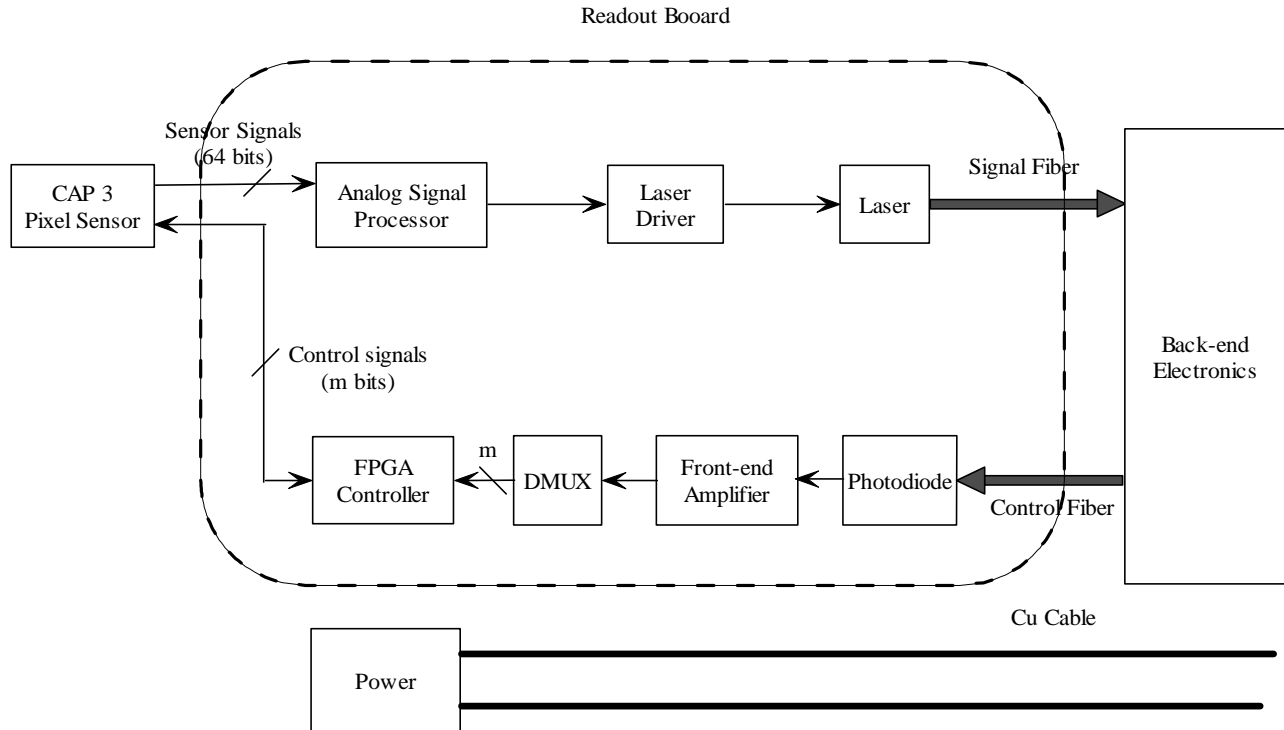 Readout Booard
Sensor Signals
(64 bits)
CAP 3
Pixel Sensor
Analog Signal
Processor
Laser
Driver
Laser
Signal Fiber
Back-end
Electronics
Control signals
(m bits)
FPGA
Controller
m
DMUX
Front-end
Amplifier
Photodiode
Control Fiber
Cu Cable
Power